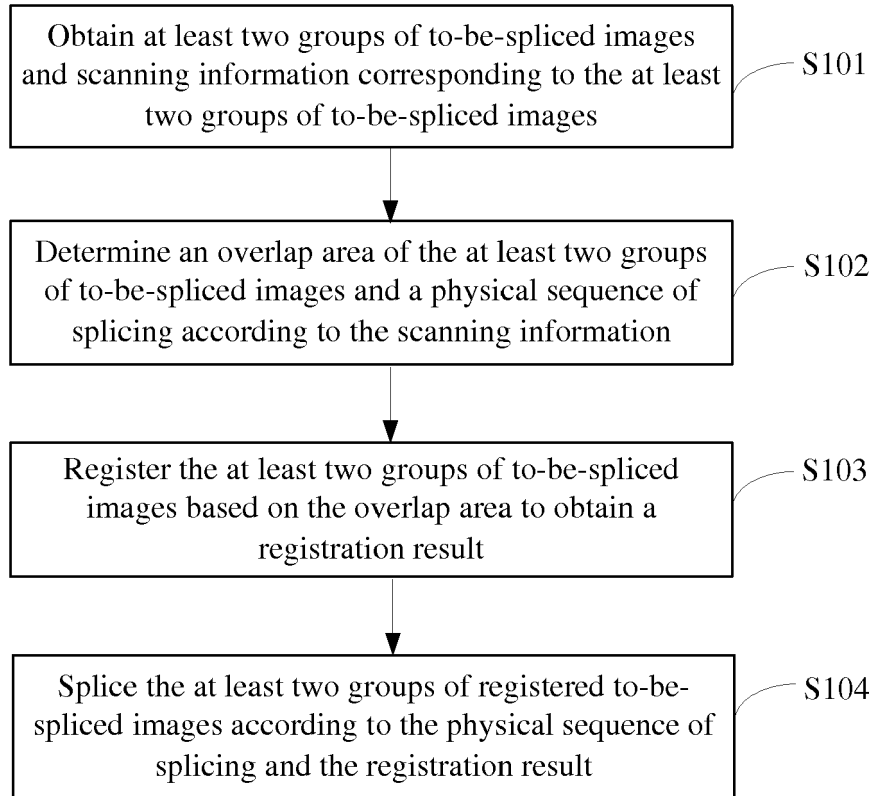 Obtain at least two groups of to-be-spliced images
and scanning information corresponding to the at least
two groups of to-be-spliced images
S101
Determine an overlap area of the at least two groups
of to-be-spliced images and a physical sequence of
splicing according to the scanning information
S102
Register the at least two groups of to-be-spliced
images based on the overlap area to obtain a
registration result
S103
Splice the at least two groups of registered to-be-
spliced images according to the physical sequence of
splicing and the registration result
S104